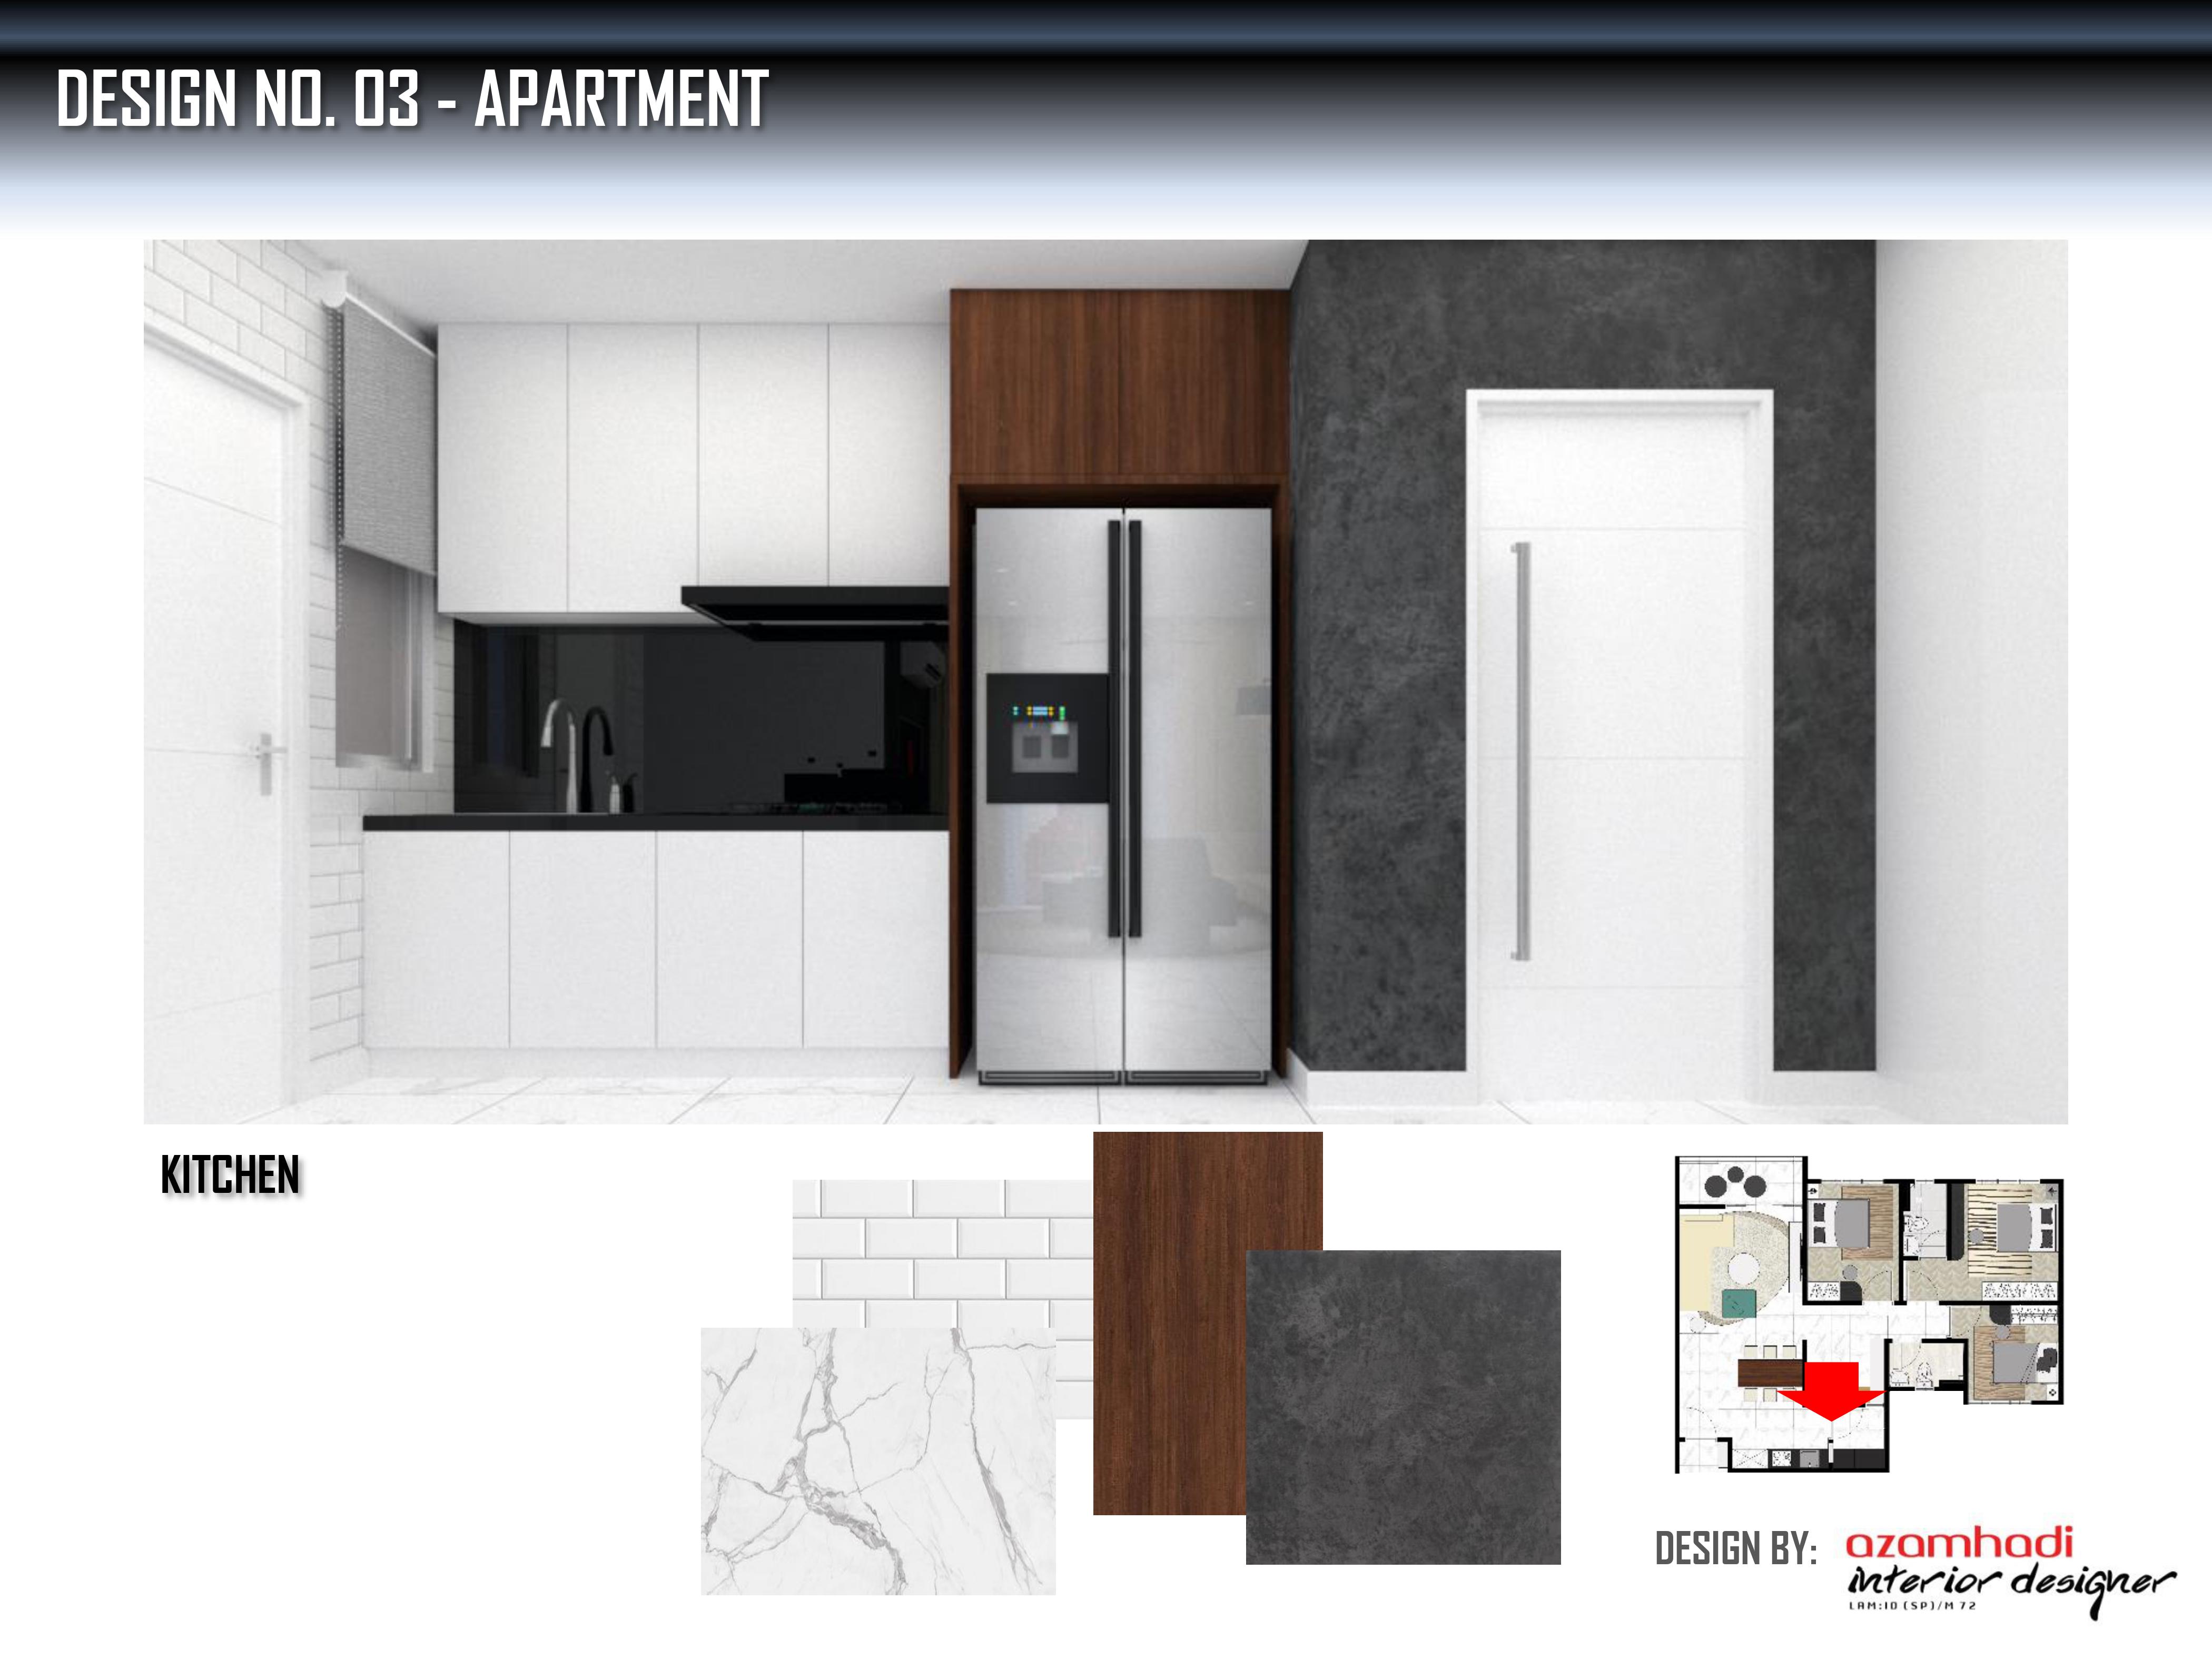 DESIGN NO. 03 - APARTMENT
KITCHEN
DESIGN BY:
azamhadi
interior designer
LAM:ID (SP)/M 72